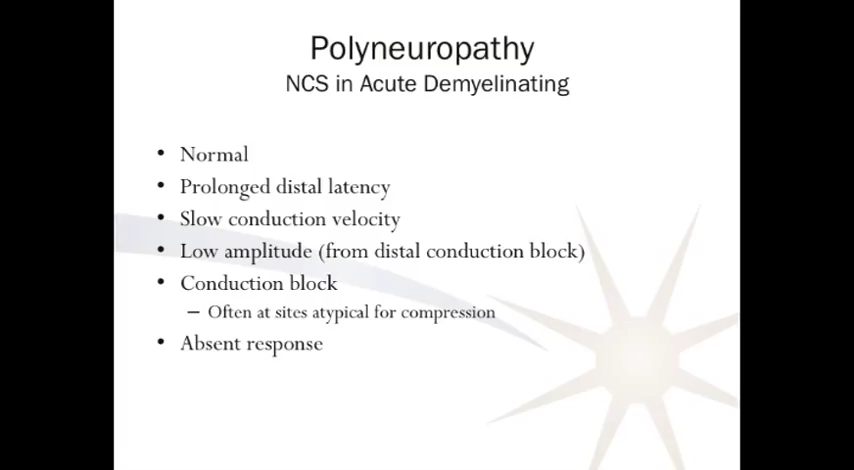 Polyneuropathy
NCS in Acute Demyelinating
• Normal
• Prolonged distal latency
• Slow conduction velocity
• Low amplitude (from distal conduction block)
• Conduction block
– Often at sites atypical for compression
• Absent response